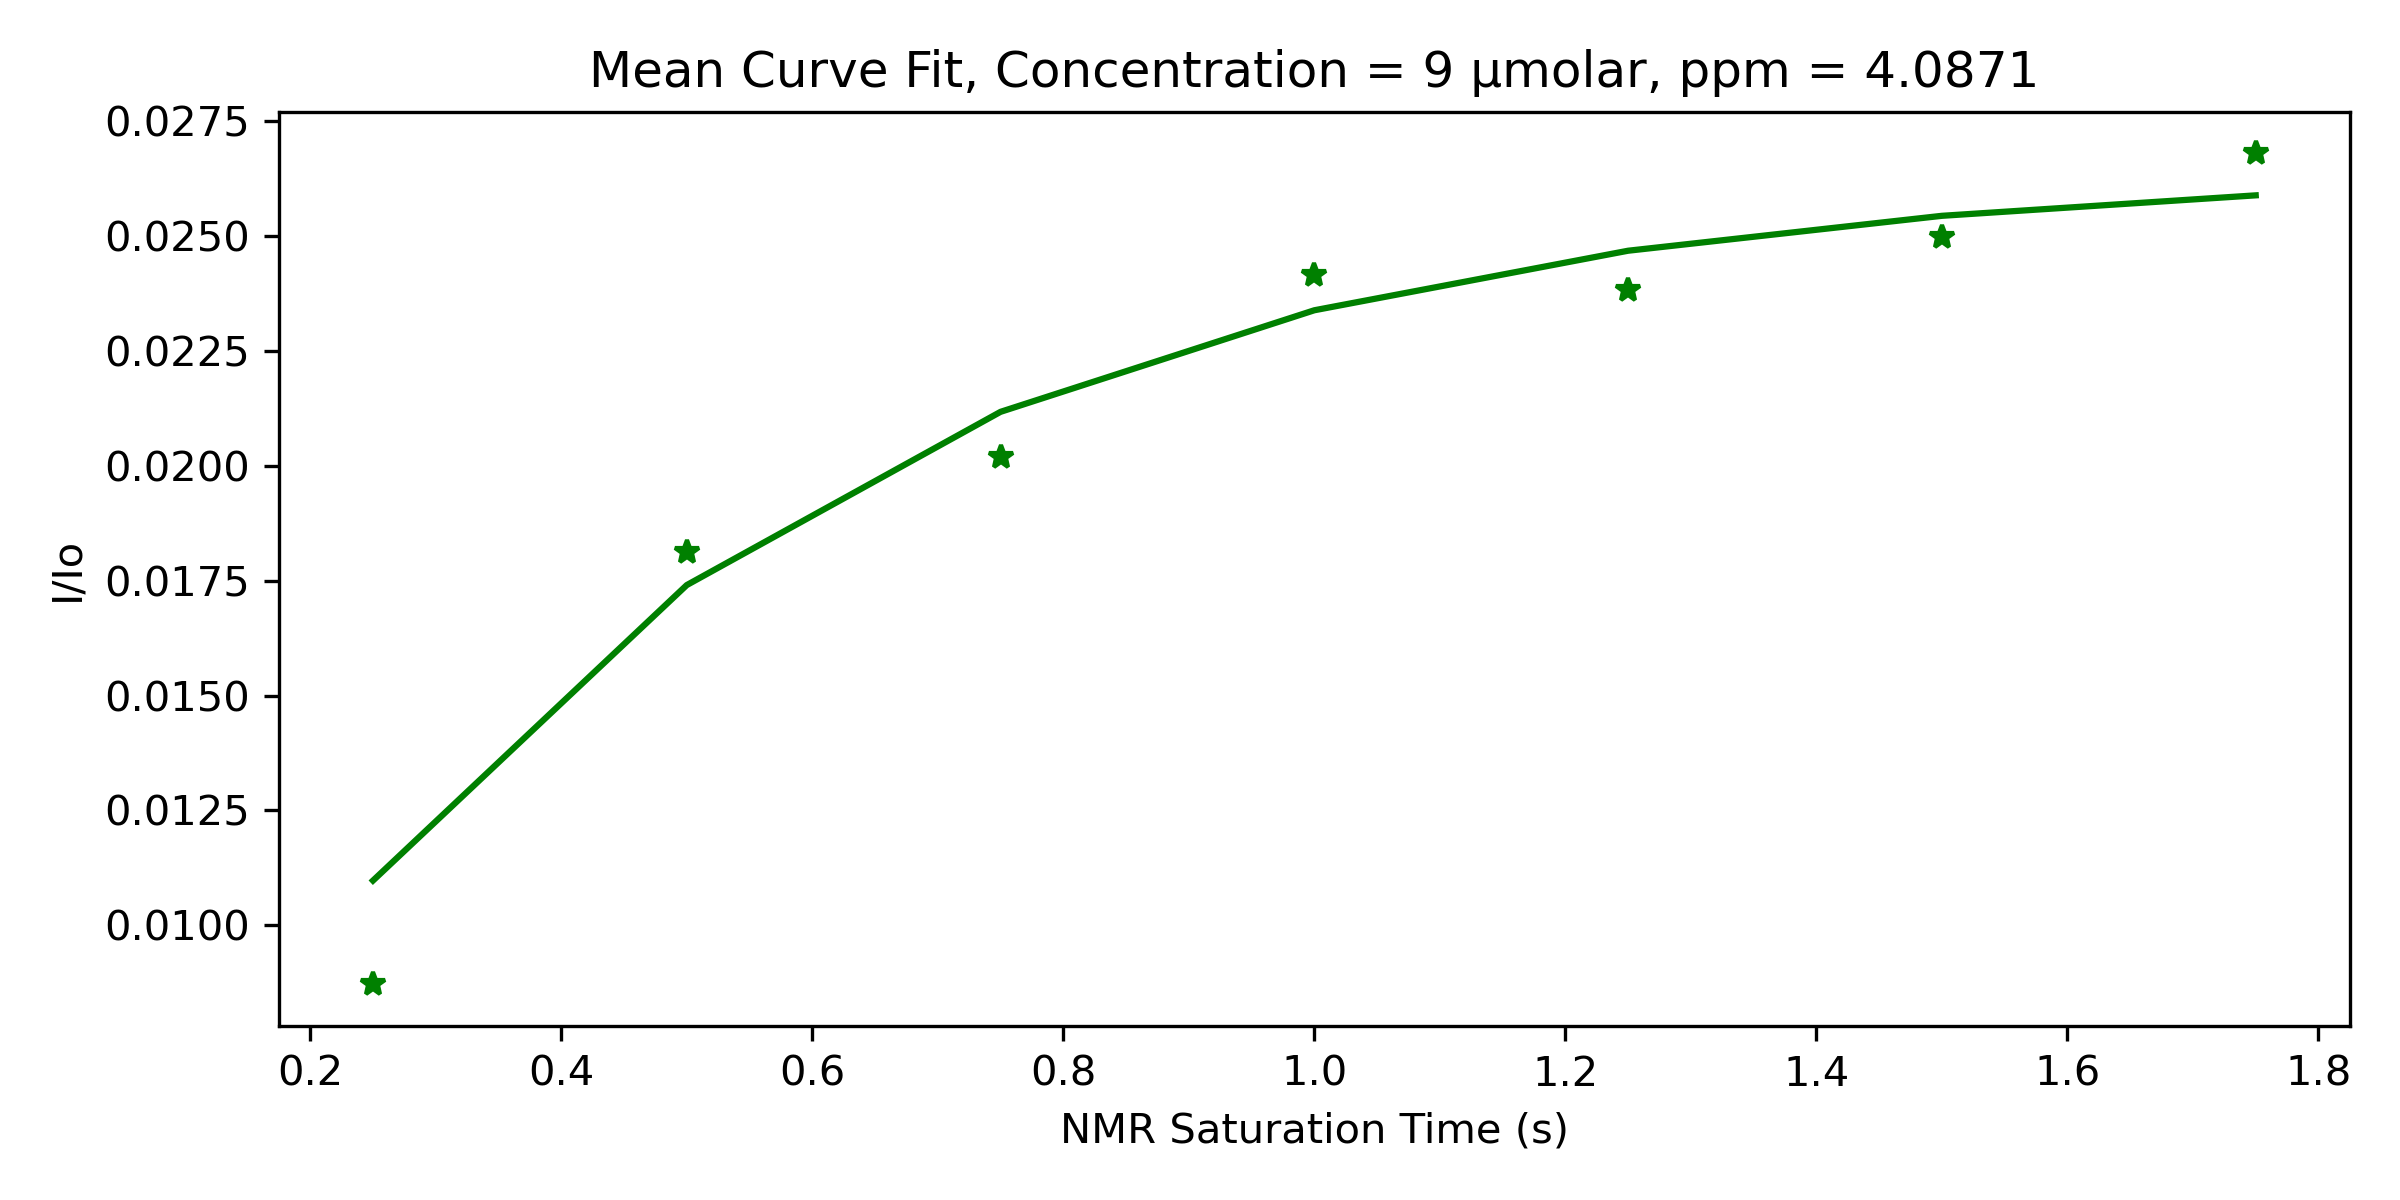 Mean Curve Fit, Concentration = 9 μmolar, ppm = 4.0871
0.0275
0.0250
0.0225
0.0200
0.0175
0.0150
0.0125
0.0100
I/Io
0.2 0.4 0.6 0.8 1.0 1.2 1.4 1.6 1.8
NMR Saturation Time (s)